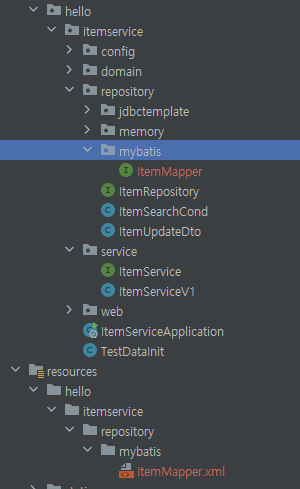 hello
itemservice
config
domain
repository
jdbctemplate
memory
mybatis
ItemMapper
ItemRepository
ItemSearchCond
ItemUpdateDto
service
ItemService
ItemServiceV1
web
ItemServiceApplication
TestDataInit
resources
hello
itemservice
repository
mybatis
itemMapper.xml